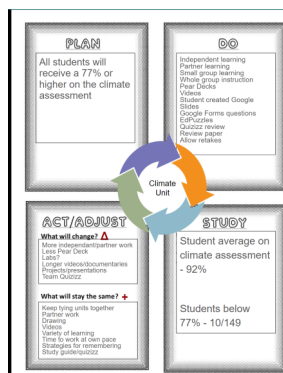 PLAN
All students will
receive a 77% or
higher on the climate
assessment
DO
Independent learning
Partner learning
Small group learning
Whole group instruction
Pear Decks
Videos
Student created Google
Slides
Google Forms questions
EdPuzzles
Quizizz review
Review paper
Allow retakes
Climate
Unit
ACT/ADJUST
What will change? Δ
More independant/partner work
Less Pear Deck
Labs?
Longer videos/documentaries
Projects/presentations
Team Quizizz
What will stay the same? +
Keep tying units together
Partner work
Drawing
Videos
Variety of learning
Time to work at own pace
Strategies for remembering
Study guide/quizizz
STUDY
Student average on
climate assessment
- 92%
Students below
77% - 10/149